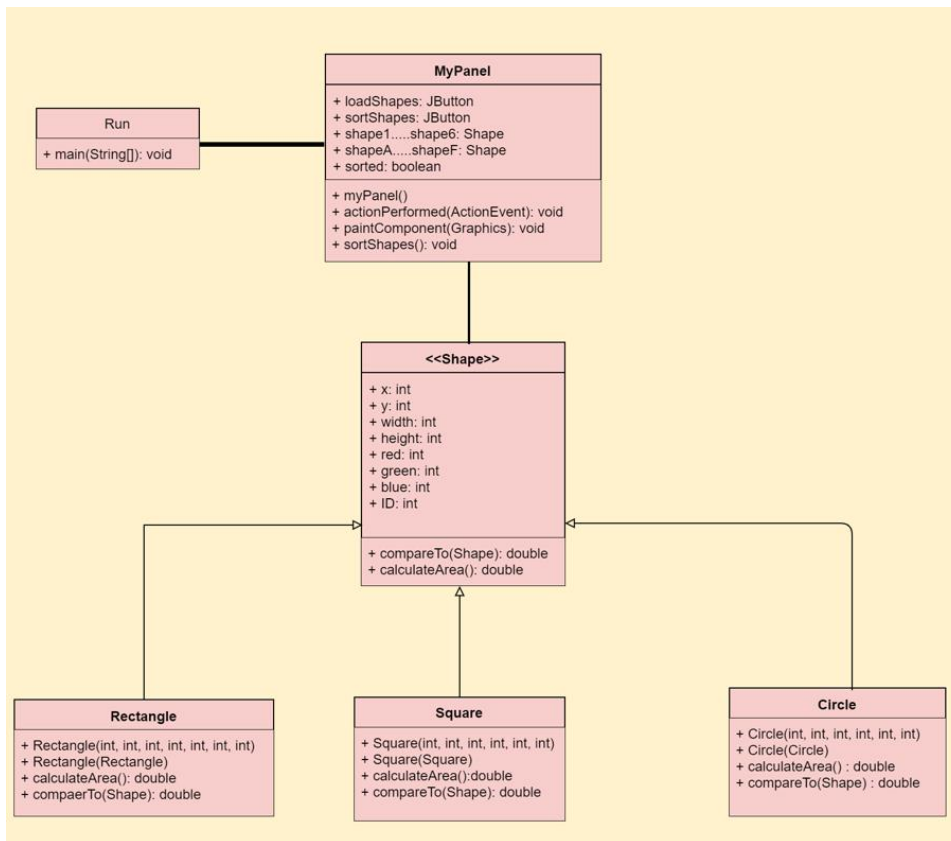 MyPanel
+ loadShapes: JButton
+ sortShapes: JButton
+ shape1.....shape6: Shape
+ shapeA.....shapeF: Shape
+ sorted: boolean
+ myPanel()
+ actionPerformed(ActionEvent): void
+ paintComponent(Graphics): void
+ sortShapes(): void
Run
+ main(String[]): void
<<Shape>>
+ x: int
+ y: int
+ width: int
+ height: int
+ red: int
+ green: int
+ blue: int
+ ID: int
+ compareTo(Shape): double
+ calculateArea(): double
Rectangle
+ Rectangle(int, int, int, int, int, int, int)
+ Rectangle(Rectangle)
+ calculateArea(): double
+ compaerTo(Shape): double
Square
+ Square(int, int, int, int, int, int)
+ Square(Square)
+ calculateArea():double
+ compareTo(Shape): double
Circle
+ Circle(int, int, int, int, int, int)
+ Circle(Circle)
+ calculateArea() : double
+ compareTo(Shape) : double